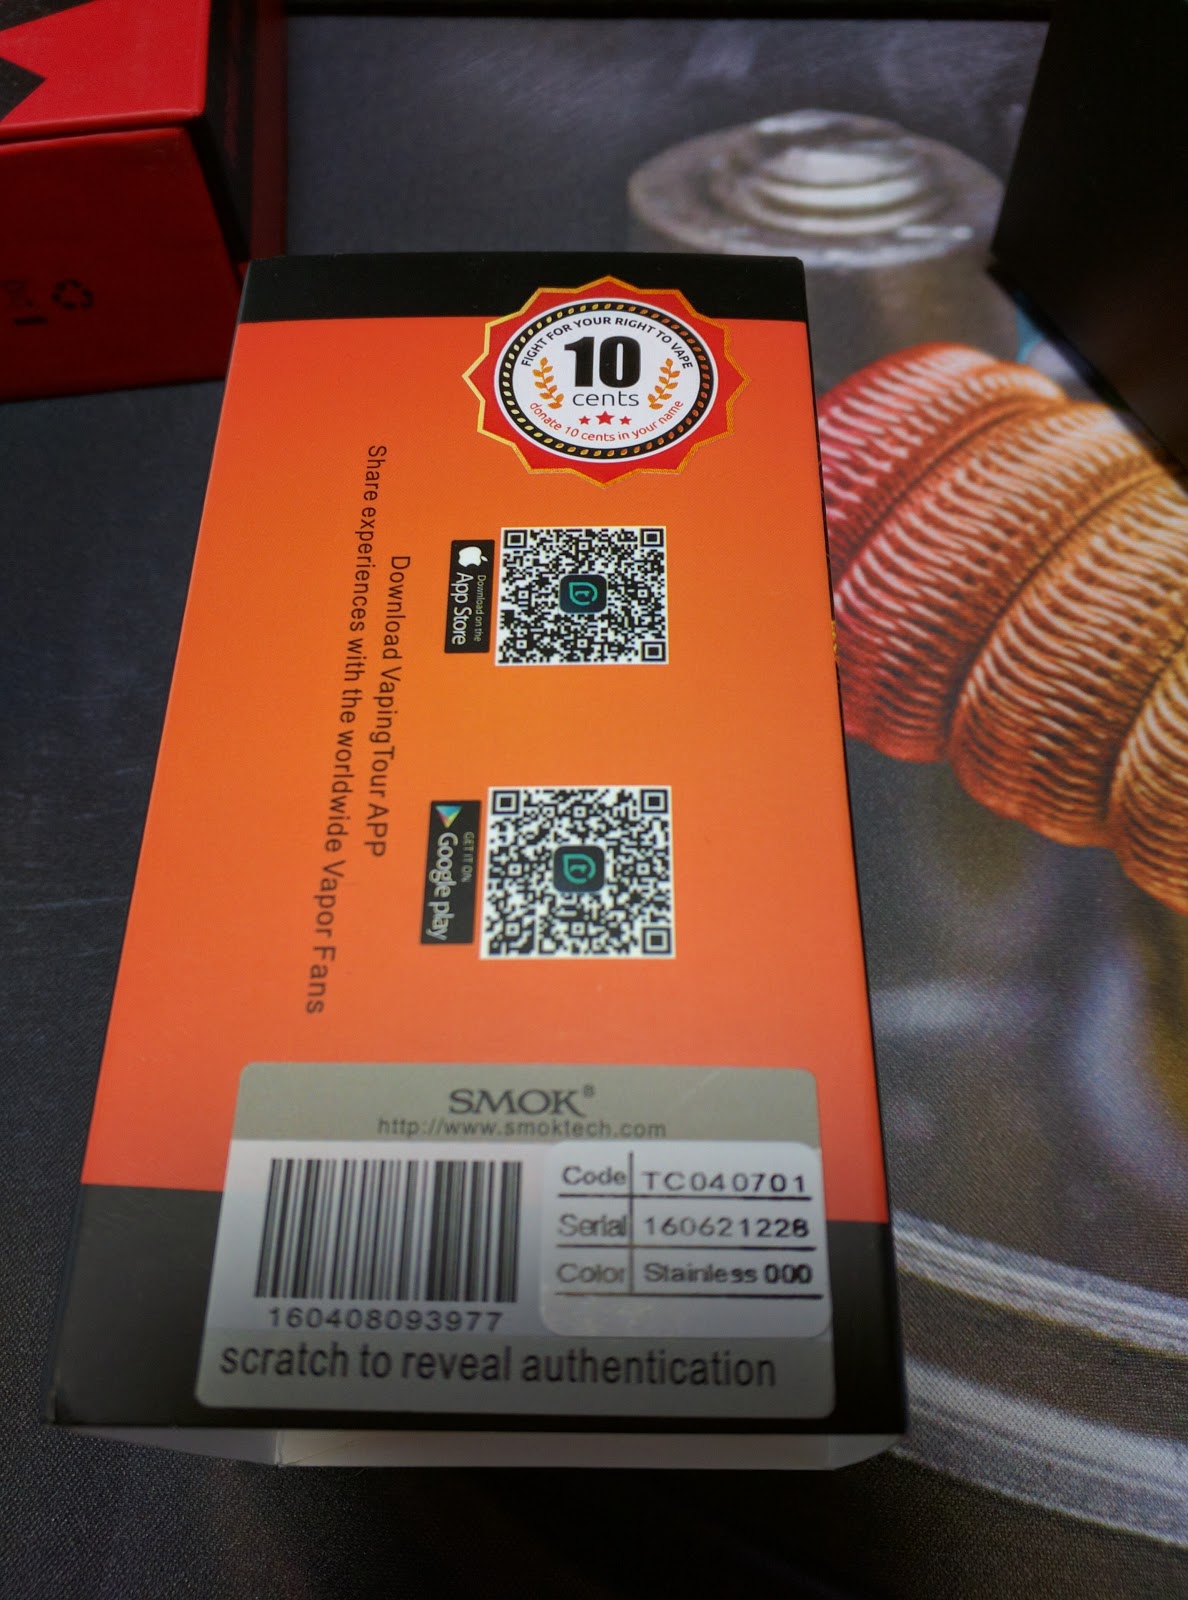 FIGHT FOR YOUR RIGHT TO VAPE
10
cents
donate 10 cents in your name
Download on the
App Store
GET IT ON
Google play
Download Vaping Tour APP
Share experiences with the worldwide Vapor Fans
SMOK®
http://www.smoktech.com
160408093977
Code TC040701
Serial 160621228
Color Stainless 000
scratch to reveal authentication